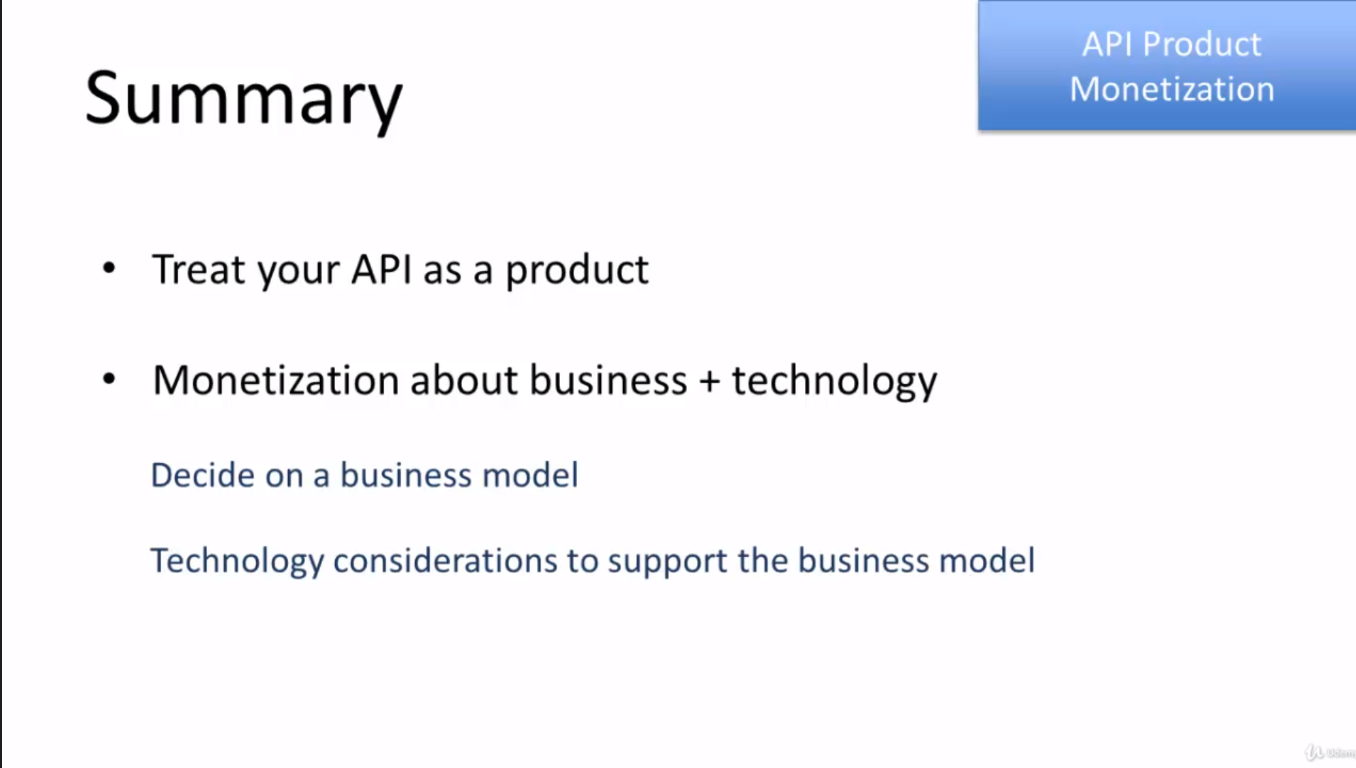 API Product
Monetization
Summary
• Treat your API as a product
• Monetization about business + technology
Decide on a business model
Technology considerations to support the business model